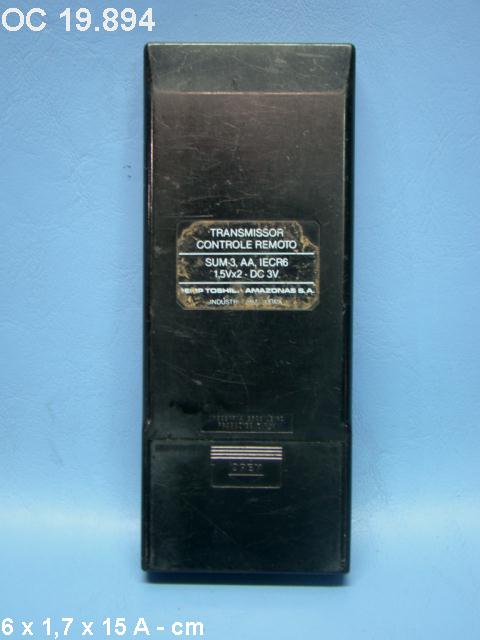 OC 19.894
TRANSMISSOR
CONTROLE REMOTO
SUM-3, AA, IECR6
1,5Vx2 - DC 3V
TOSHIBA AMAZONAS S.A.
OPEN
6 x 1,7 x 15 A - cm